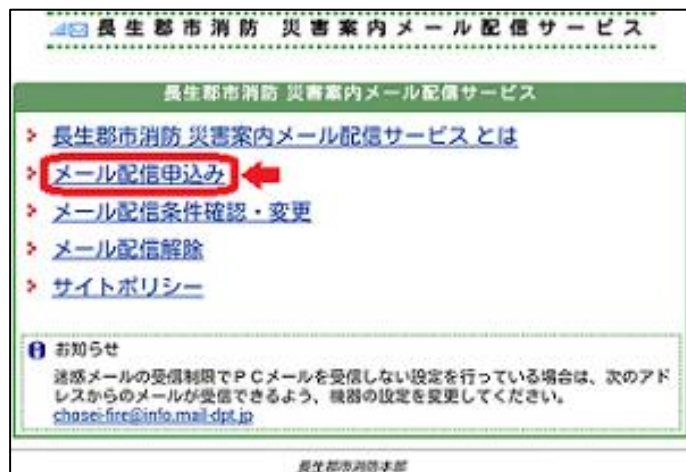 長生郡市消防 災害案内メール配信サービス
長生郡市消防 災害案内メール配信サービス
長生郡市消防 災害案内メール配信サービス とは
メール配信申込み
メール配信条件確認・変更
メール配信解除
サイトポリシー
お知らせ
迷惑メールの受信制限でPCメールを受信しない設定を行っている場合は、次のアド
レスからのメールが受信できるよう、機器の設定を変更してください。
chosei-fire@info.mail-dpt.jp
長生郡市消防本部